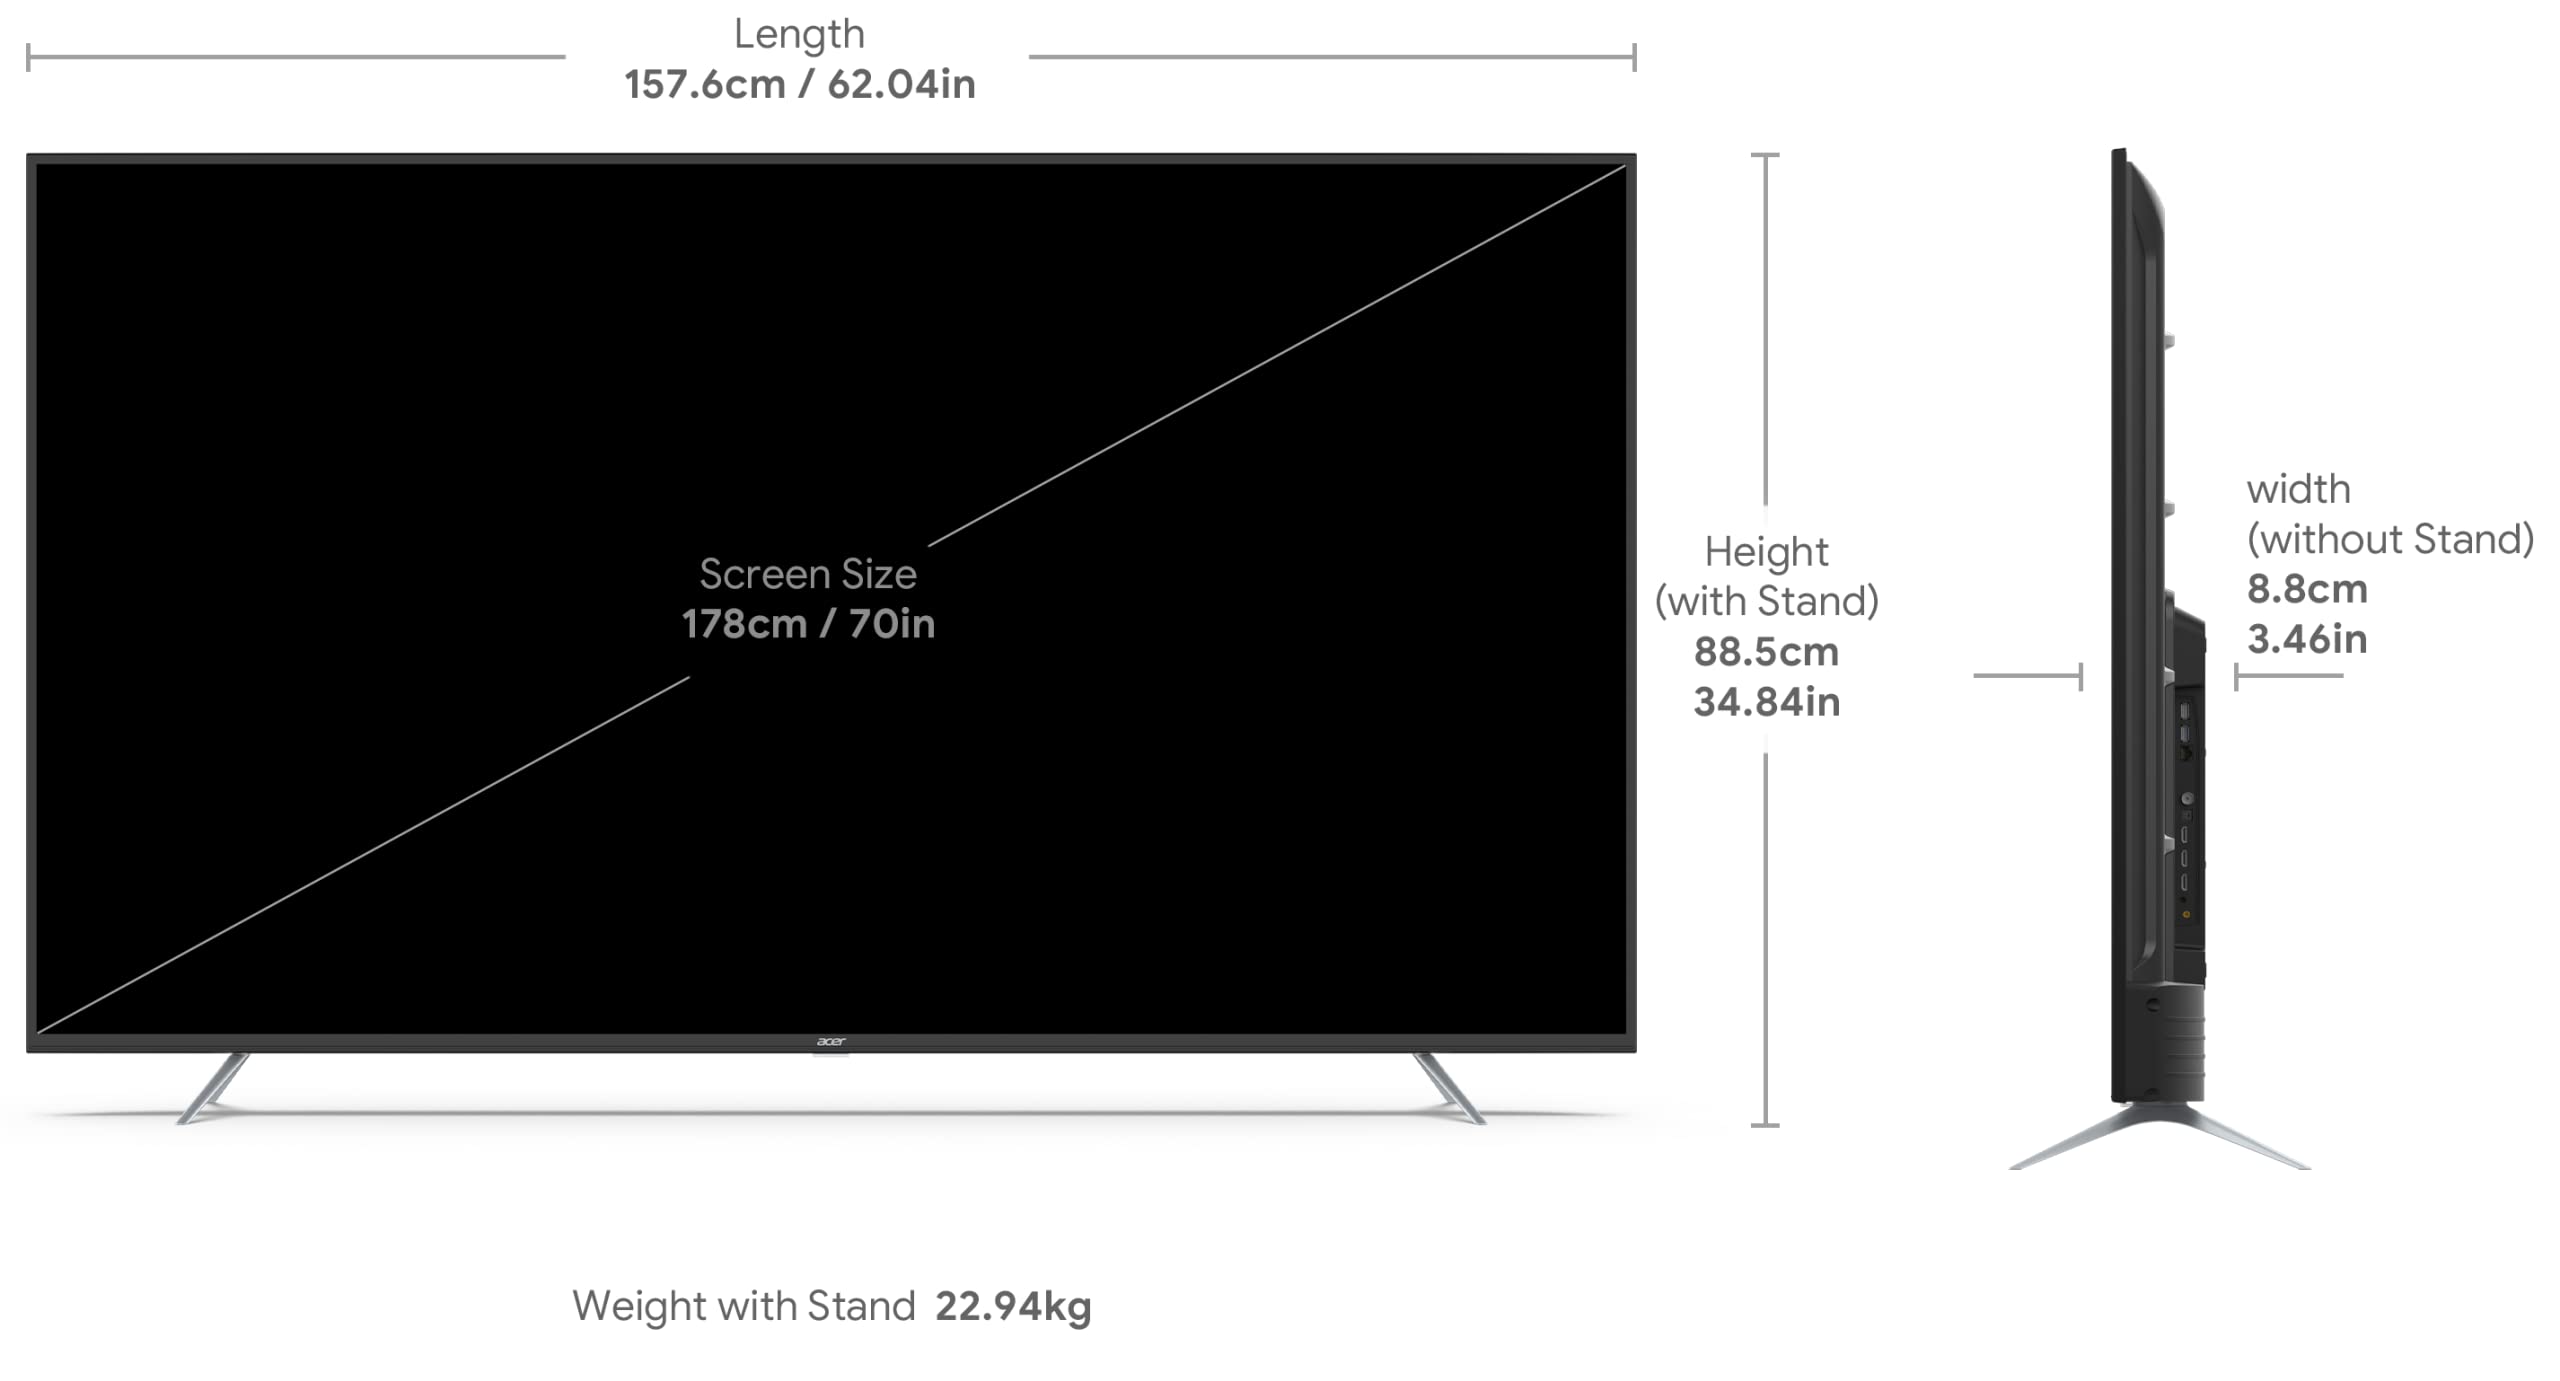 Length
157.6cm / 62.04in
Screen Size
178cm / 70in
acer
Height
(with Stand)
88.5cm
34.84in
width
(without Stand)
8.8cm
3.46in
Weight with Stand 22.94kg